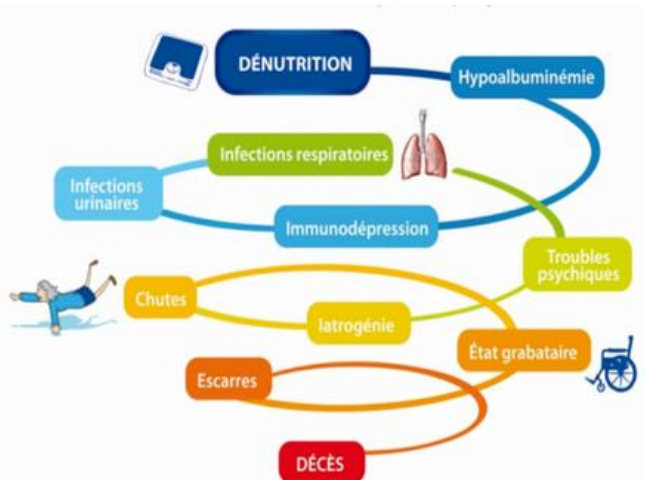 DÉNUTRITION
Hypoalbuminémie
Immunodépression
Infections
urinaires
Infections respiratoires
Troubles
psychiques
Iatrogénie
Chutes
État grabataire
Escarres
DÉCÈS